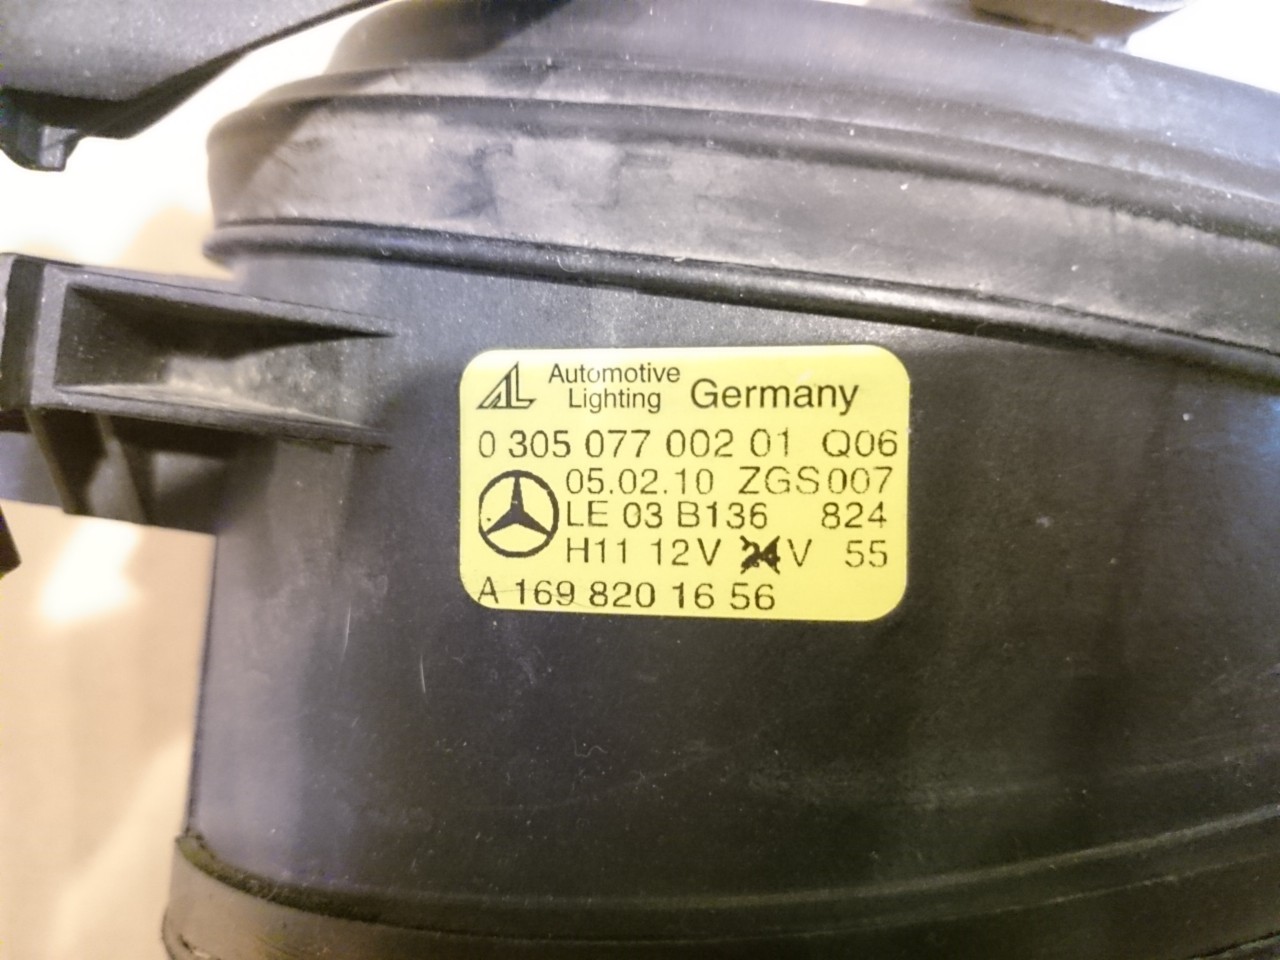 AL Automotive Lighting Germany
0 305 077 002 01 Q06
05.02.10 ZGS007
LE 03 B136 824
H11 12V 24V 55
A 169 820 16 56